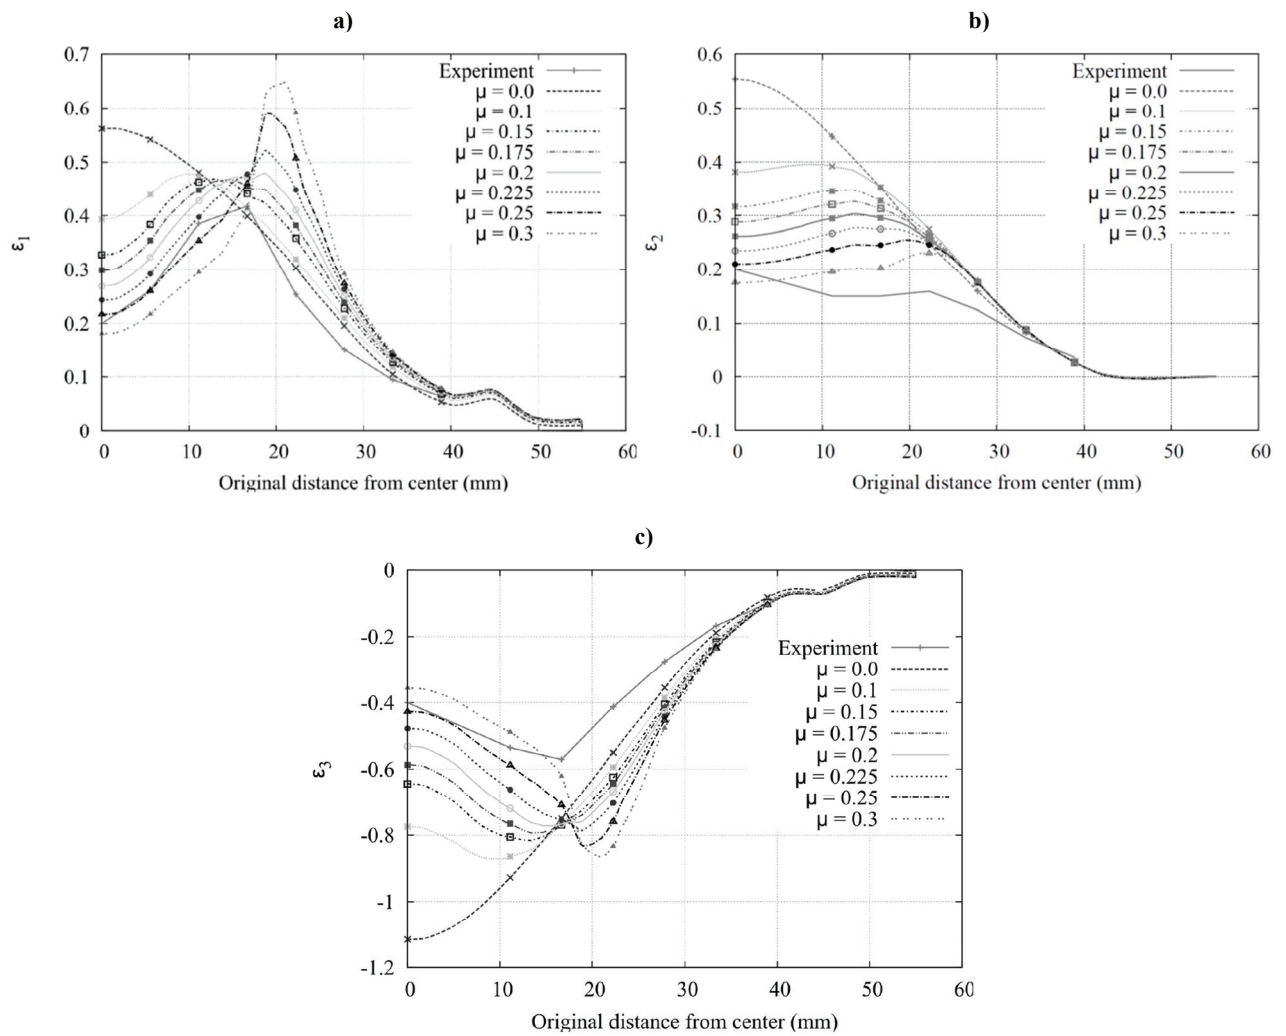 a)
0.7
0.6
0.5
0.4
0.3
0.2
0.1
0
ε1
Experiment
μ = 0.0
μ = 0.1
μ = 0.15
μ = 0.175
μ = 0.2
μ = 0.225
μ = 0.25
μ = 0.3
0 10 20 30 40 50 60
Original distance from center (mm)
b)
0.6
0.5
0.4
0.3
0.2
0.1
0
-0.1
ε2
Experiment
μ = 0.0
μ = 0.1
μ = 0.15
μ = 0.175
μ = 0.2
μ = 0.225
μ = 0.25
μ = 0.3
0 10 20 30 40 50 60
Original distance from center (mm)
c)
0
-0.2
-0.4
-0.6
-0.8
-1
-1.2
ε3
Experiment
μ = 0.0
μ = 0.1
μ = 0.15
μ = 0.175
μ = 0.2
μ = 0.225
μ = 0.25
μ = 0.3
0 10 20 30 40 50 60
Original distance from center (mm)